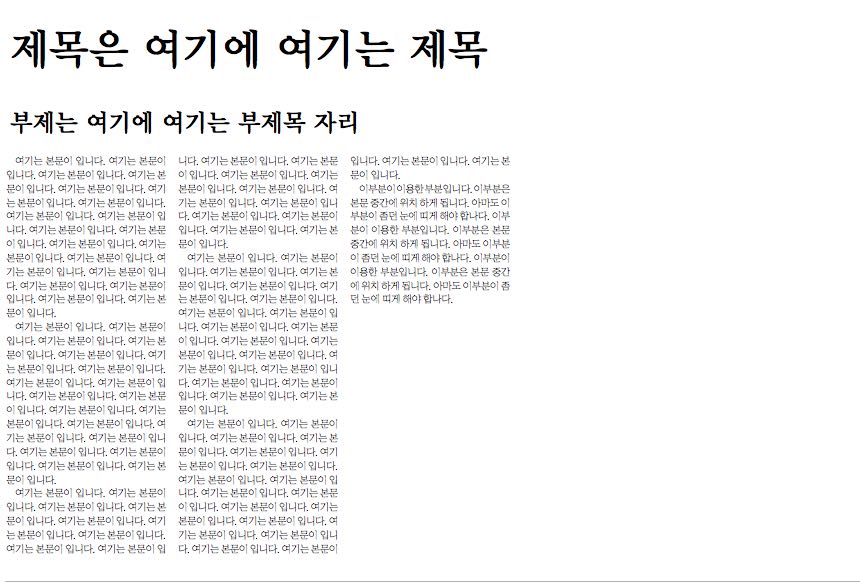 제목은 여기에 여기는 제목
부제는 여기에 여기는 부제목 자리
여기는 본문이 입니다. 여기는 본문이
입니다. 여기는 본문이 입니다. 여기는 본
문이 입니다. 여기는 본문이 입니다. 여기
는 본문이 입니다. 여기는 본문이 입니다.
여기는 본문이 입니다. 여기는 본문이 입
니다. 여기는 본문이 입니다. 여기는 본문
이 입니다. 여기는 본문이 입니다. 여기는
본문이 입니다. 여기는 본문이 입니다. 여
기는 본문이 입니다. 여기는 본문이 입니
다. 여기는 본문이 입니다. 여기는 본문이
입니다. 여기는 본문이 입니다. 여기는 본
문이 입니다.
여기는 본문이 입니다. 여기는 본문이
입니다. 여기는 본문이 입니다. 여기는 본
문이 입니다. 여기는 본문이 입니다. 여기
는 본문이 입니다. 여기는 본문이 입니다.
여기는 본문이 입니다. 여기는 본문이 입
니다. 여기는 본문이 입니다. 여기는 본문
이 입니다. 여기는 본문이 입니다. 여기는
본문이 입니다. 여기는 본문이 입니다. 여
기는 본문이 입니다. 여기는 본문이 입니
다. 여기는 본문이 입니다. 여기는 본문이
입니다. 여기는 본문이 입니다. 여기는 본
문이 입니다.
여기는 본문이 입니다. 여기는 본문이
입니다. 여기는 본문이 입니다. 여기는 본
문이 입니다. 여기는 본문이 입니다. 여기
는 본문이 입니다. 여기는 본문이 입니다.
여기는 본문이 입니다. 여기는 본문이 입
니다. 여기는 본문이 입니다. 여기는 본문
이 입니다. 여기는 본문이 입니다. 여기는
본문이 입니다. 여기는 본문이 입니다. 여
기는 본문이 입니다. 여기는 본문이 입니
다. 여기는 본문이 입니다. 여기는 본문이
입니다. 여기는 본문이 입니다. 여기는 본
문이 입니다.
여기는 본문이 입니다. 여기는 본문이
입니다. 여기는 본문이 입니다. 여기는 본
문이 입니다. 여기는 본문이 입니다. 여기
는 본문이 입니다. 여기는 본문이 입니다.
여기는 본문이 입니다. 여기는 본문이 입
니다. 여기는 본문이 입니다. 여기는 본문
이 입니다. 여기는 본문이 입니다. 여기는
본문이 입니다. 여기는 본문이 입니다. 여
기는 본문이 입니다. 여기는 본문이 입니
다. 여기는 본문이 입니다. 여기는 본문이
입니다. 여기는 본문이 입니다. 여기는 본
문이 입니다.
여기는 본문이 입니다. 여기는 본문이
입니다. 여기는 본문이 입니다. 여기는 본
문이 입니다. 여기는 본문이 입니다. 여기
는 본문이 입니다. 여기는 본문이 입니다.
여기는 본문이 입니다. 여기는 본문이 입
니다. 여기는 본문이 입니다. 여기는 본문
이 입니다. 여기는 본문이 입니다. 여기는
본문이 입니다. 여기는 본문이 입니다. 여
기는 본문이 입니다. 여기는 본문이 입니
다. 여기는 본문이 입니다. 여기는 본문이
입니다. 여기는 본문이 입니다. 여기는 본
문이 입니다.
이부분이 이용한 부분입니다. 이부분은
본문 중간에 위치 하게 됩니다. 아마도 이
부분이 좀던 눈에 띠게 해야 합니다. 이부
분이 이용한 부분입니다. 이부분은 본문
중간에 위치 하게 됩니다. 아마도 이부분
이 좀던 눈에 띠게 해야 합니다. 이부분이
이용한 부분입니다. 이부분은 본문 중간
에 위치 하게 됩니다. 아마도 이부분이 좀
던 눈에 띠게 해야 합니다.